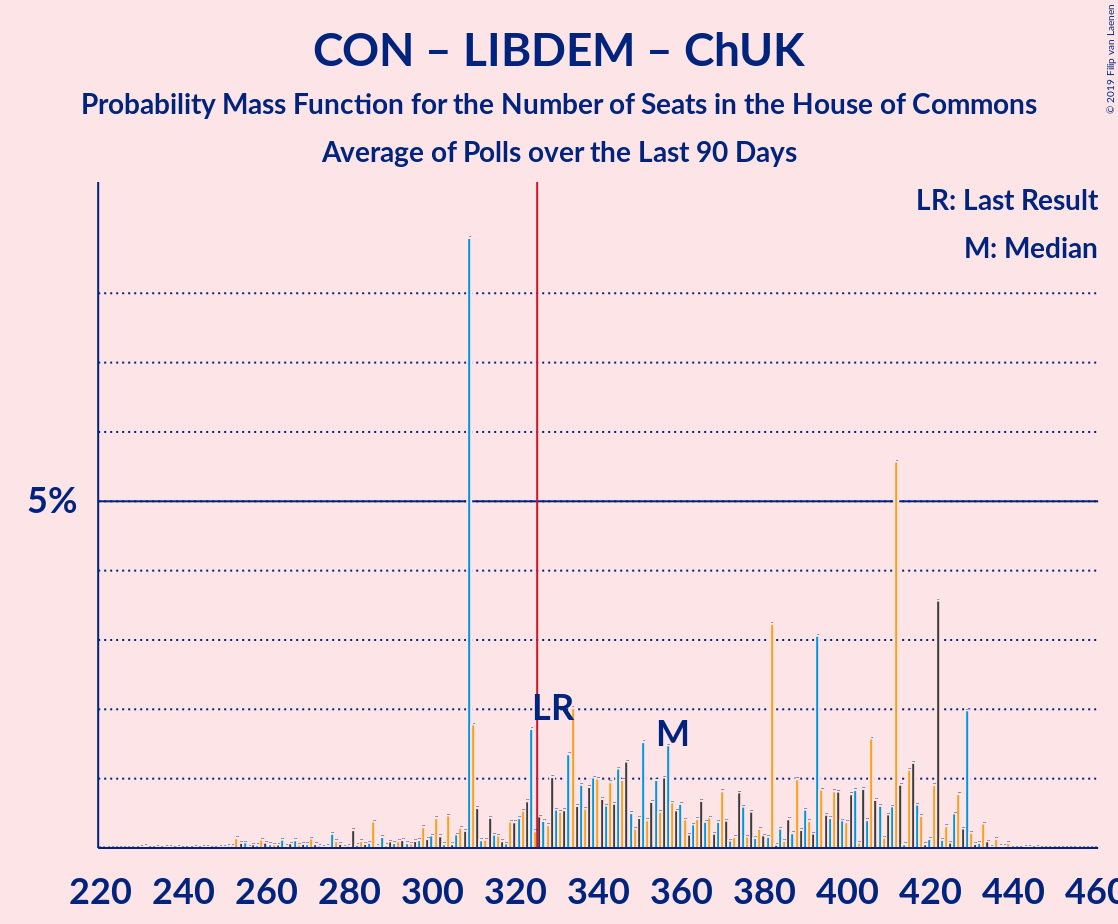 CON – LIBDEM – ChUK
Probability Mass Function for the Number of Seats in the House of Commons
Average of Polls over the Last 90 Days
© 2019 Filip van Laenen
LR: Last Result
M: Median
5%
LR
M
220 240 260 280 300 320 340 360 380 400 420 440 460